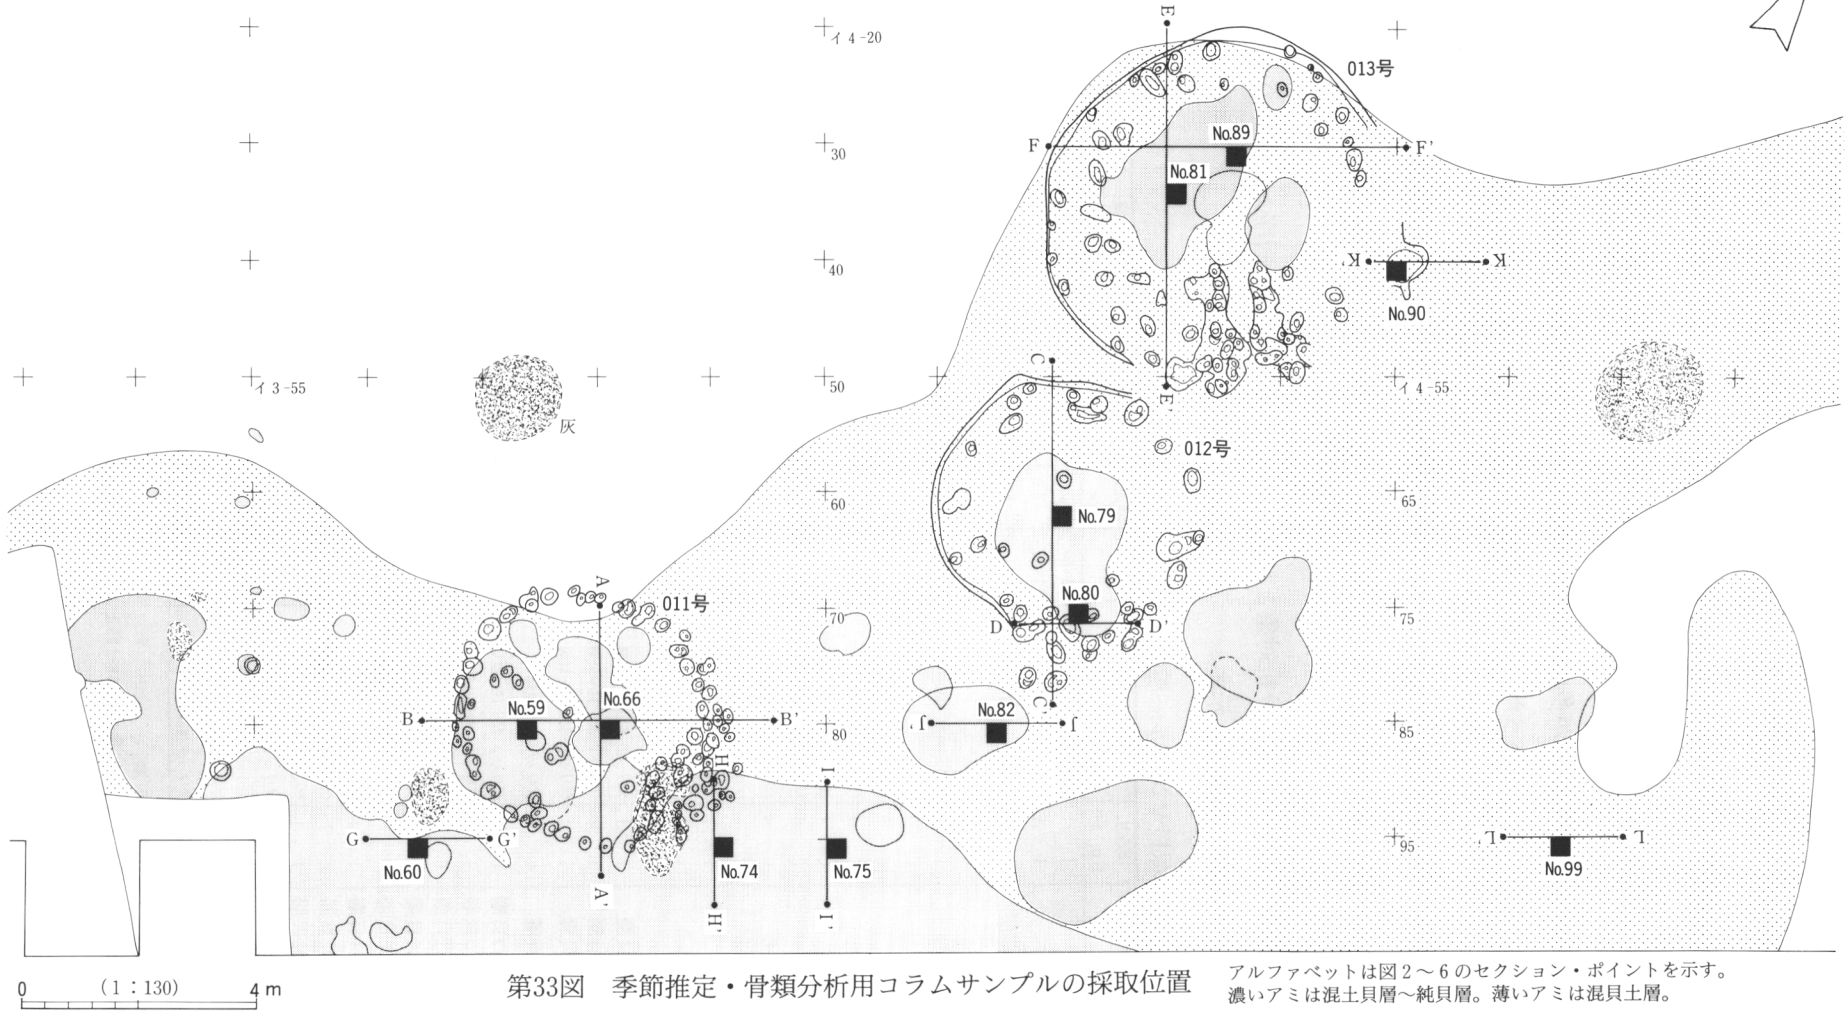 E
イ4-20
013号
No.89
30
F
F'
No.81
40
K'
K
No.90
C
イ3-55
50
E'
イ4-55
灰
012号
60
65
No.79
A
011号
No.80
70
D
D'
75
No.66
No.59
C'
No.82
B
B'
J'
J
80
85
H
I
G
G'
L'
L
95
No.60
No.74
No.75
No.99
A'
H'
I'
0 (1：130) 4m
第33図 季節推定・骨類分析用コラムサンプルの採取位置
アルファベットは図2～6のセクション・ポイントを示す。
濃いアミは混土貝層～純貝層。薄いアミは混貝土層。